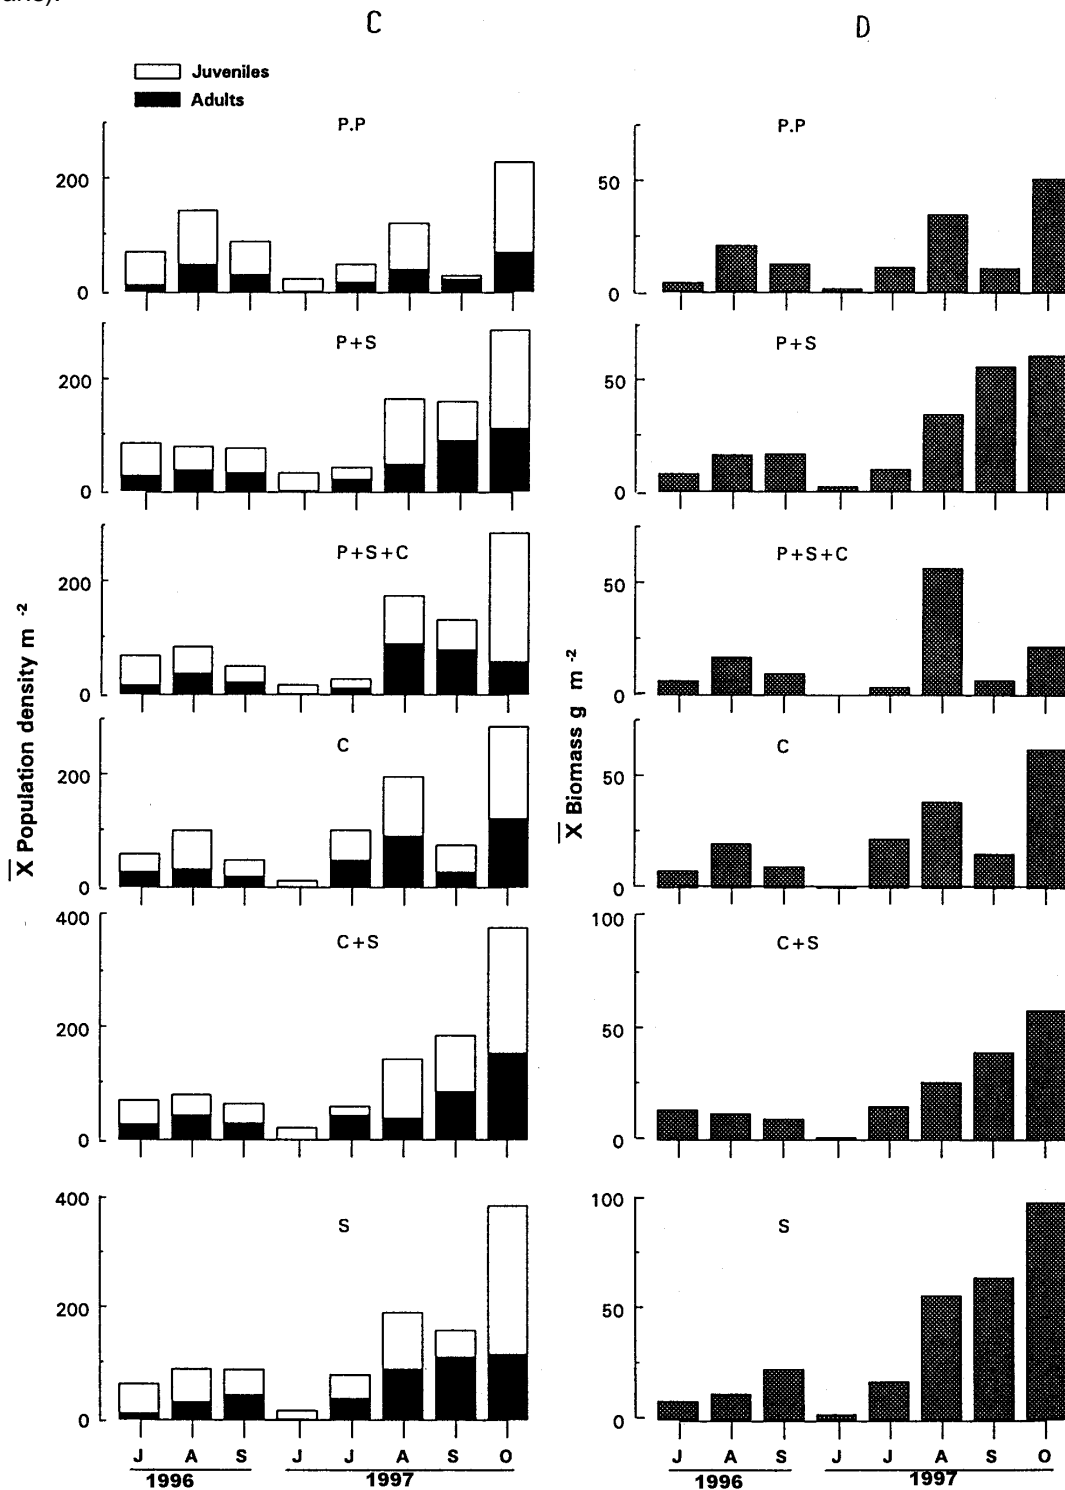 C
D
Juveniles
Adults
P.P
P.P
200
0
50
0
P+S
P+S
200
0
50
0
P+S+C
P+S+C
200
0
50
0
C
C
200
0
50
0
X Population density m -2
X Biomass g m -2
400
C+S
200
0
100
C+S
50
0
400
S
200
0
100
S
50
0
J A S J J A S O
1996 1997
J A S J J A S O
1996 1997